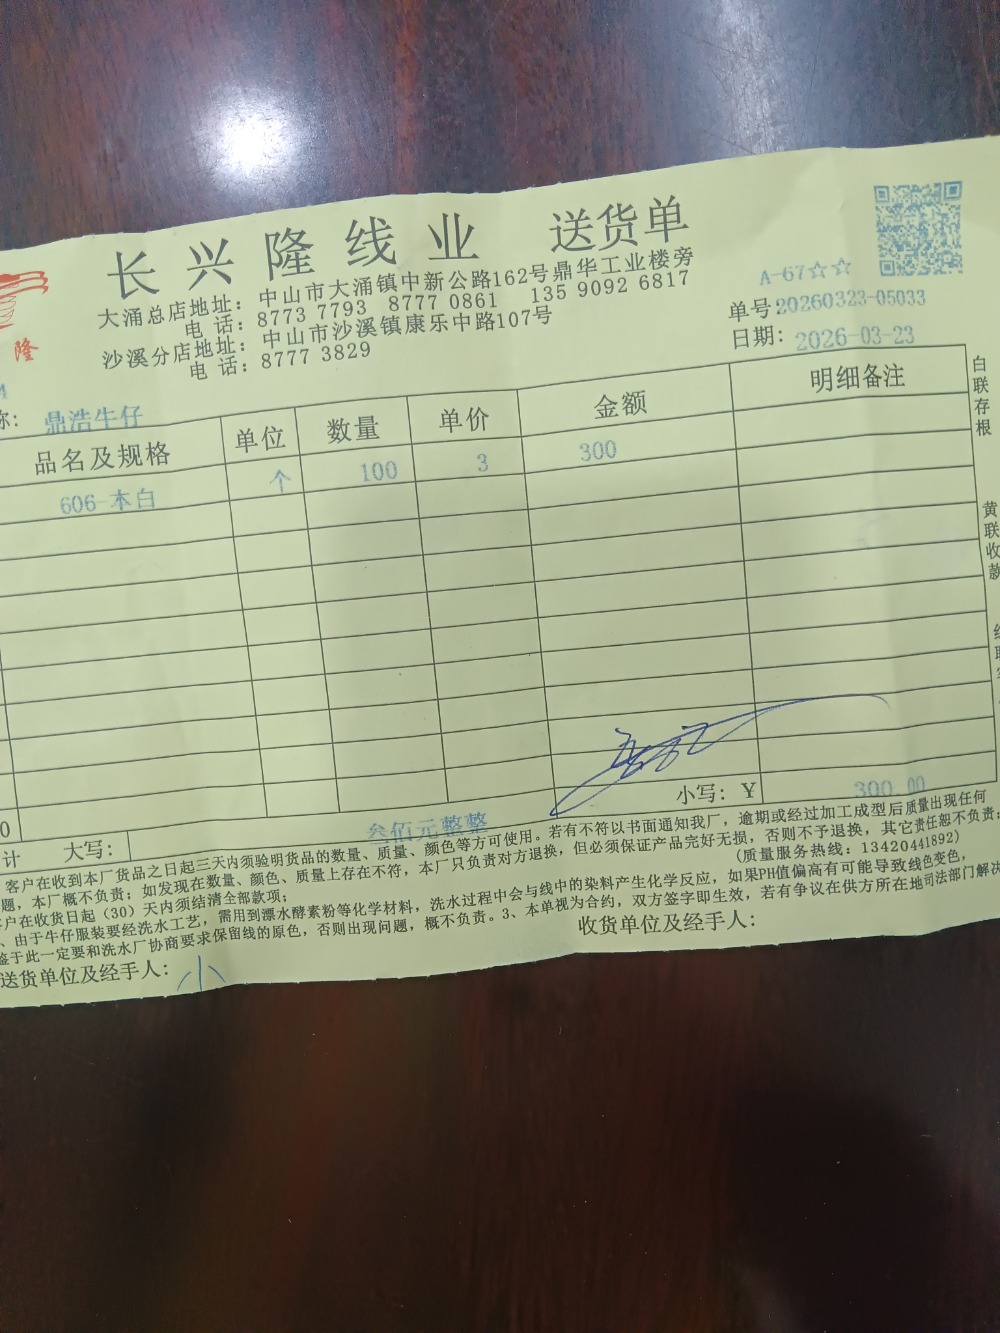 长兴隆线业 送货单
大涌总店地址：中山市大涌镇中新公路162号鼎华工业楼旁
电 话：8773 7793 8777 0861 135 9092 6817
沙溪分店地址：中山市沙溪镇康乐中路107号
电 话：8777 3829
隆
A-67☆☆
单号:20260323-05033
日期：2026-03-23
称：鼎浩牛仔
品名及规格 单位 数量 单价 金额 明细备注
606-本白 个 100 3 300
白联存根
黄联收款
小写：￥ 300.00
计 大写： 叁佰元整整
客户在收到本厂货品之日起三天内须验明货品的数量、质量、颜色等方可使用。若有不符以书面通知我厂，逾期或经过加工成型后质量出现任何
题，本厂概不负责；如发现在数量、颜色、质量上存在不符，本厂只负责对方退换，但必须保证产品完好无损，否则不予退换，其它责任恕不负责；
客户在收货日起（30）天内须结清全部款项； (质量服务热线：13420441892)
、由于牛仔服装要经洗水工艺，需用到漂水酵素粉等化学材料，洗水过程中会与线中的染料产生化学反应，如果PH值偏高有可能导致线色变色，
鉴于此一定要和洗水厂协商要求保留线的原色，否则出现问题，概不负责。3、本单视为合约，双方签字即生效，若有争议在供方所在地司法部门解决
送货单位及经手人：小 收货单位及经手人：